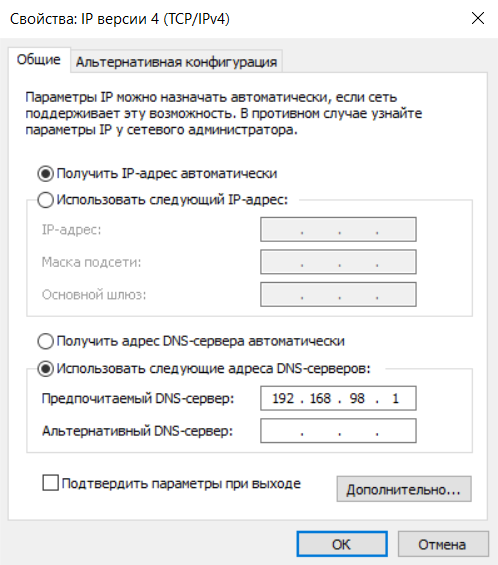 Свойства: IP версии 4 (TCP/IPv4)
Общие
Альтернативная конфигурация
Параметры IP можно назначать автоматически, если сеть
поддерживает эту возможность. В противном случае узнайте
параметры IP у сетевого администратора.
Получить IP-адрес автоматически
Использовать следующий IP-адрес:
IP-адрес: . . .
Маска подсети: . . .
Основной шлюз: . . .
Получить адрес DNS-сервера автоматически
Использовать следующие адреса DNS-серверов:
Предпочитаемый DNS-сервер: 192 . 168 . 98 . 1
Альтернативный DNS-сервер: . . .
Подтвердить параметры при выходе
Дополнительно...
ОК
Отмена